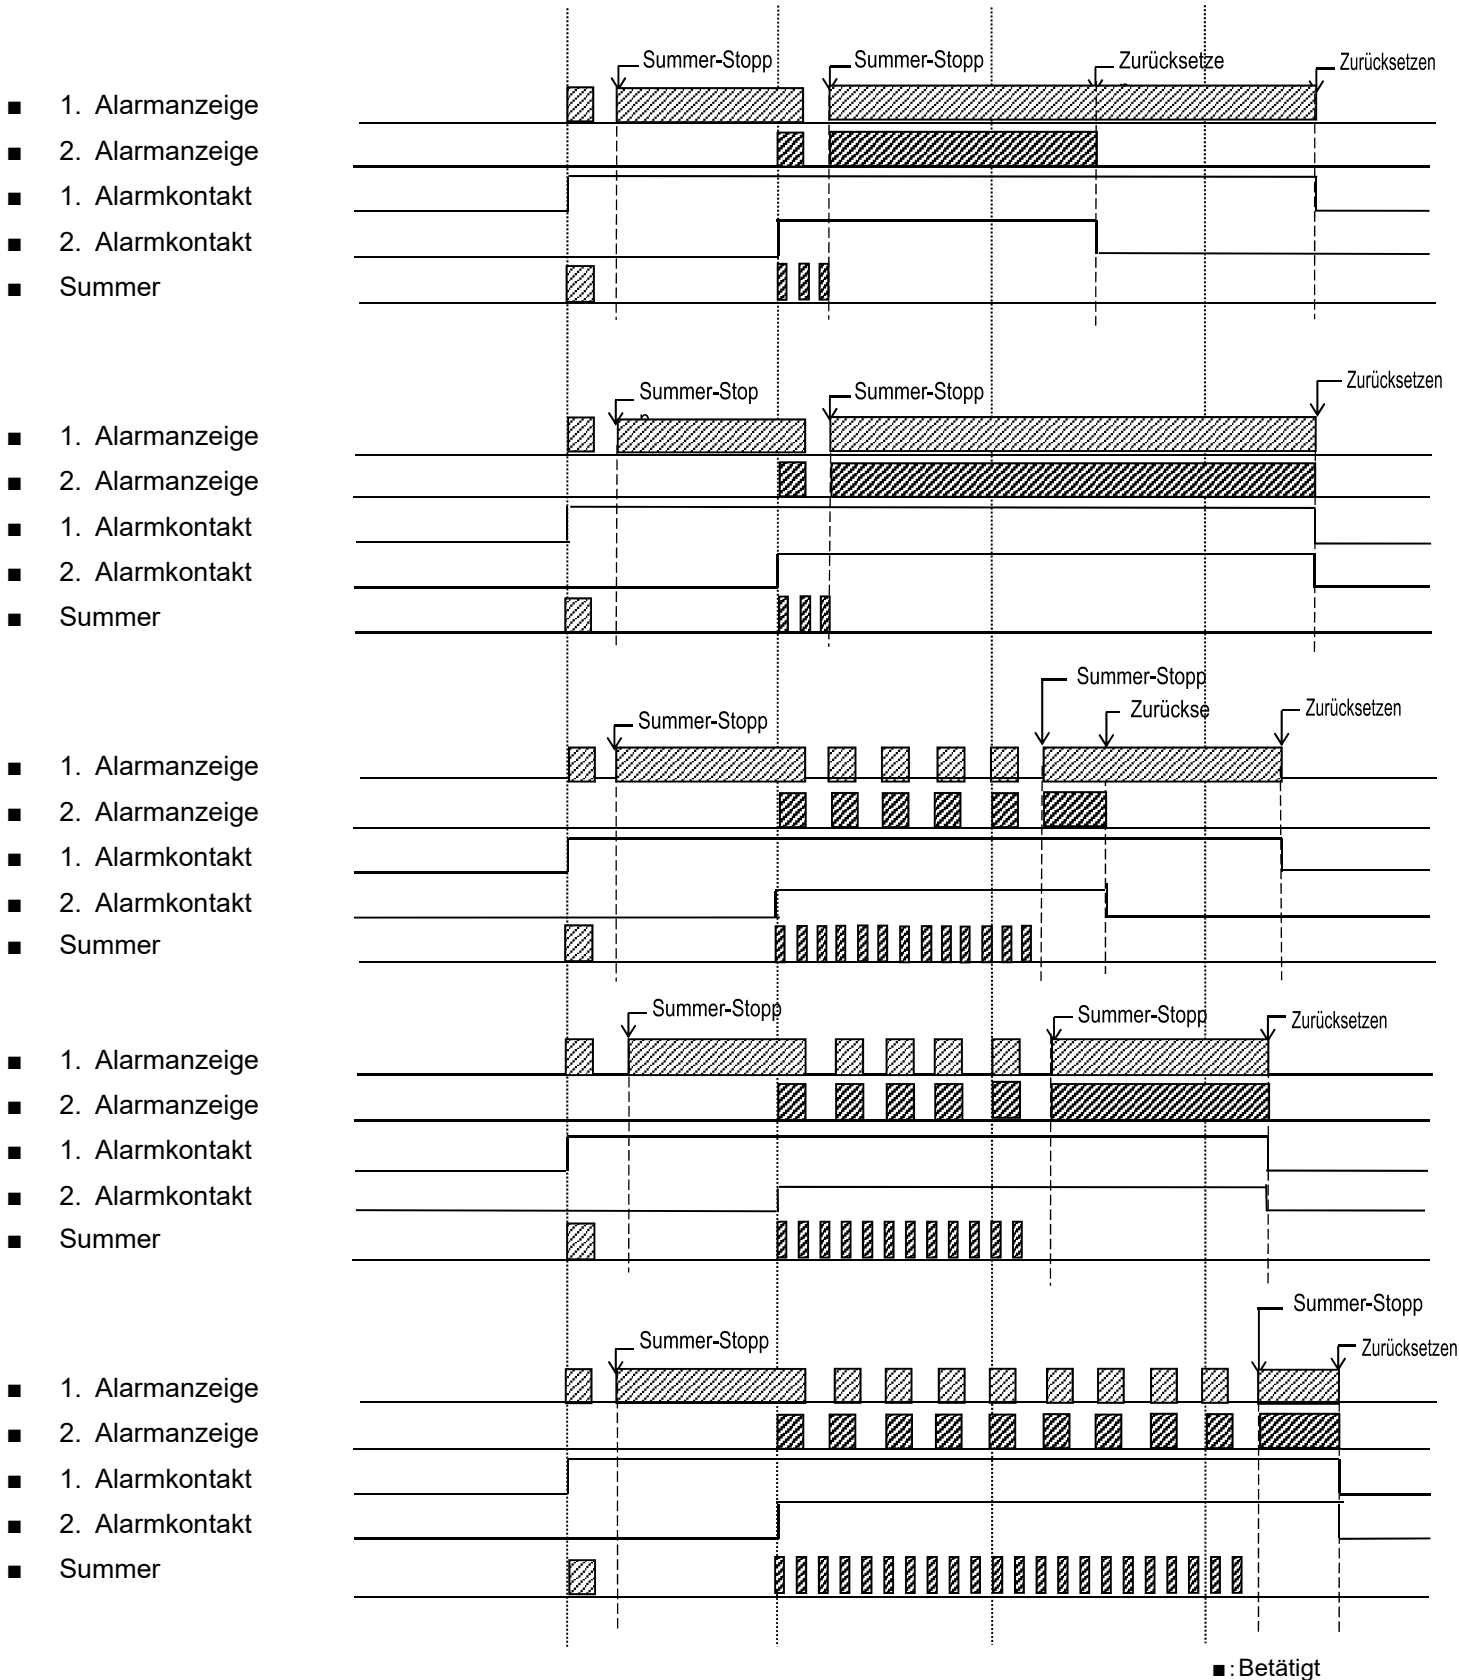 Summer-Stopp
Summer-Stopp
Zurücksetze
Zurücksetzen
■ 1. Alarmanzeige
■ 2. Alarmanzeige
■ 1. Alarmkontakt
■ 2. Alarmkontakt
■ Summer
Summer-Stop
Summer-Stopp
Zurücksetzen
■ 1. Alarmanzeige
■ 2. Alarmanzeige
■ 1. Alarmkontakt
■ 2. Alarmkontakt
■ Summer
Summer-Stopp
Summer-Stopp
Zurückse
Zurücksetzen
■ 1. Alarmanzeige
■ 2. Alarmanzeige
■ 1. Alarmkontakt
■ 2. Alarmkontakt
■ Summer
Summer-Stopp
Summer-Stopp
Zurücksetzen
■ 1. Alarmanzeige
■ 2. Alarmanzeige
■ 1. Alarmkontakt
■ 2. Alarmkontakt
■ Summer
Summer-Stopp
Summer-Stopp
Zurücksetzen
■ 1. Alarmanzeige
■ 2. Alarmanzeige
■ 1. Alarmkontakt
■ 2. Alarmkontakt
■ Summer
■:Betätigt